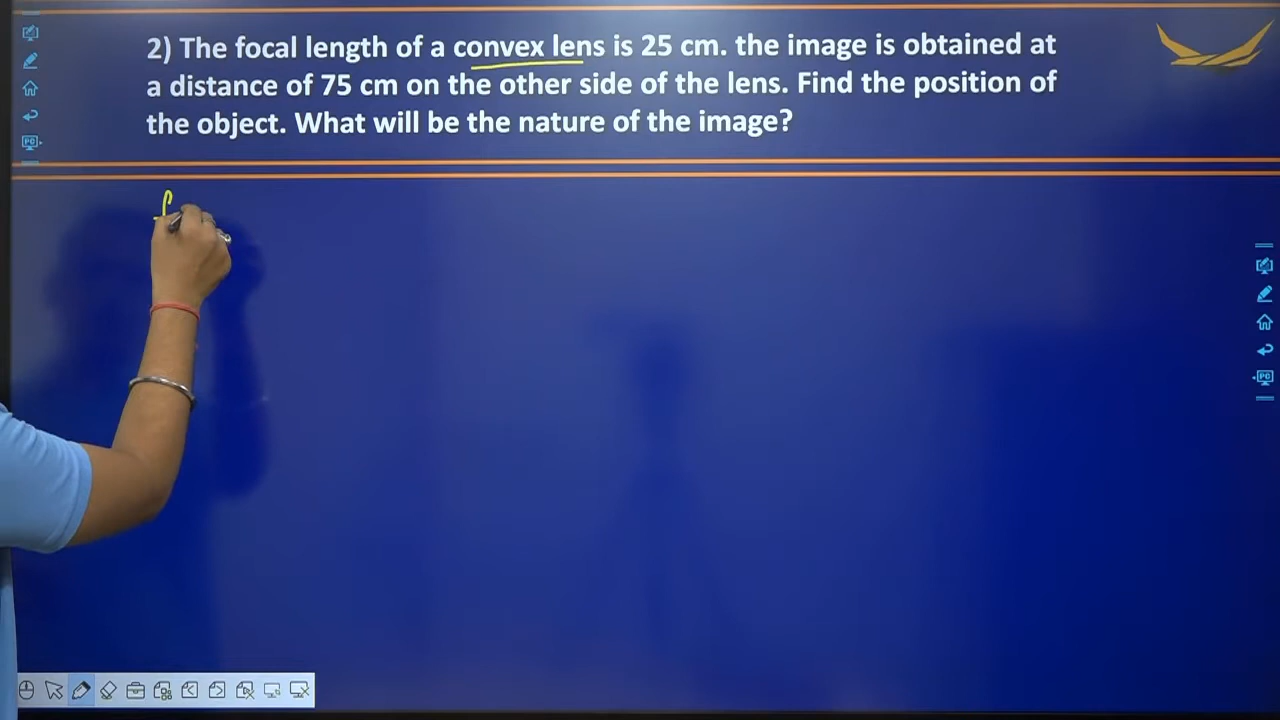 2) The focal length of a convex lens is 25 cm. the image is obtained at
a distance of 75 cm on the other side of the lens. Find the position of
the object. What will be the nature of the image?
f
PC
PC